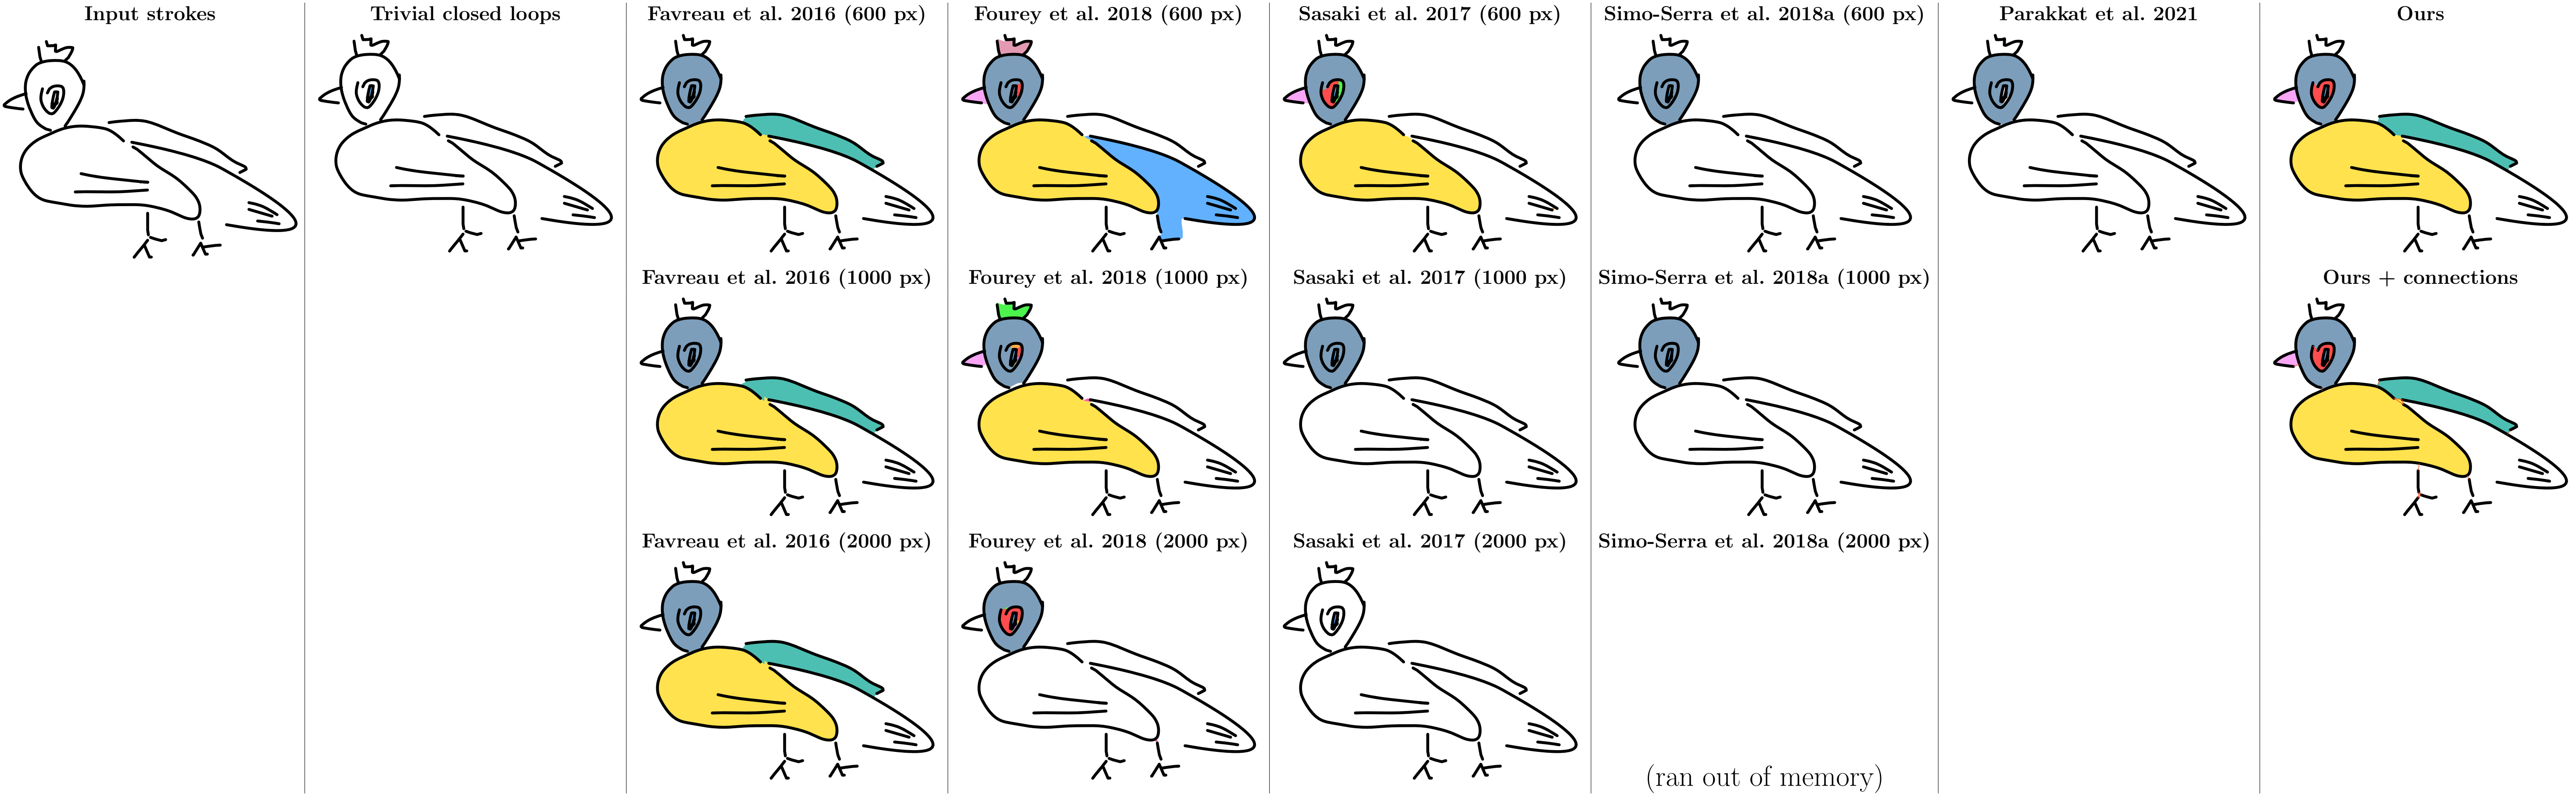 Input strokes
Trivial closed loops
Favreau et al. 2016 (600 px)
Fourey et al. 2018 (600 px)
Sasaki et al. 2017 (600 px)
Simo-Serra et al. 2018a (600 px)
Parakkat et al. 2021
Ours
Favreau et al. 2016 (1000 px)
Fourey et al. 2018 (1000 px)
Sasaki et al. 2017 (1000 px)
Simo-Serra et al. 2018a (1000 px)
Ours + connections
Favreau et al. 2016 (2000 px)
Fourey et al. 2018 (2000 px)
Sasaki et al. 2017 (2000 px)
Simo-Serra et al. 2018a (2000 px)
(ran out of memory)